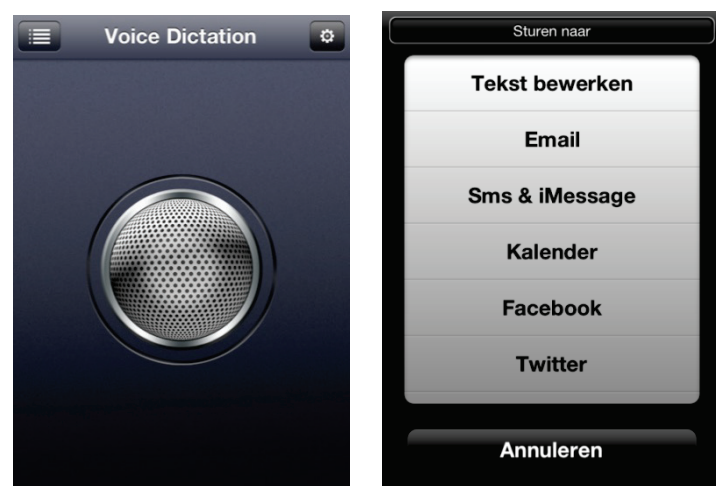 Voice Dictation
Sturen naar
Tekst bewerken
Email
Sms & iMessage
Kalender
Facebook
Twitter
Annuleren